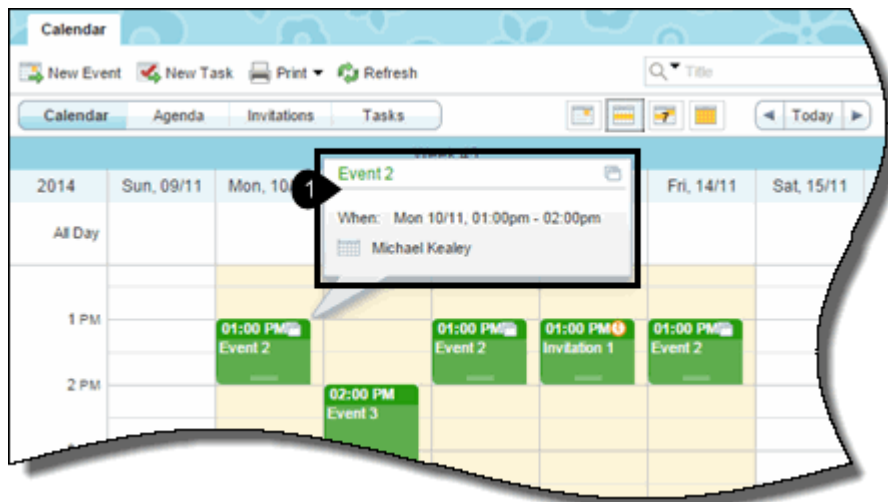 Calendar
New Event New Task Print Refresh
Title
Calendar Agenda Invitations Tasks
7 Today
2014 Sun, 09/11 Mon, 10/ Fri, 14/11 Sat, 15/11
1
Event 2
When: Mon 10/11, 01:00pm - 02:00pm
Michael Kealey
All Day
1 PM
01:00 PM 01:00 PM 01:00 PM 01:00 PM
Event 2 Event 2 Invitation 1 Event 2
2 PM
02:00 PM
Event 3